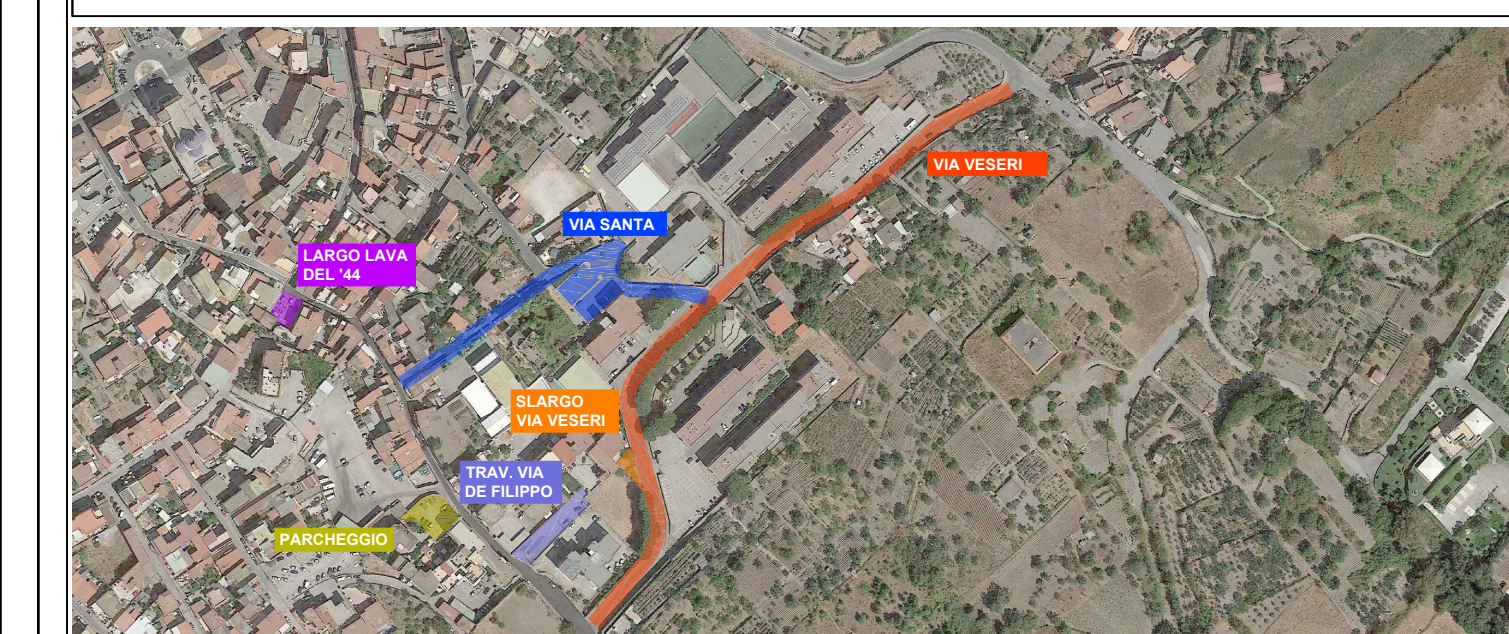 VIA VESERI
VIA SANTA
LARGO LAVA
DEL '44
SLARGO
VIA VESERI
TRAV. VIA
DE FILIPPO
PARCHEGGIO